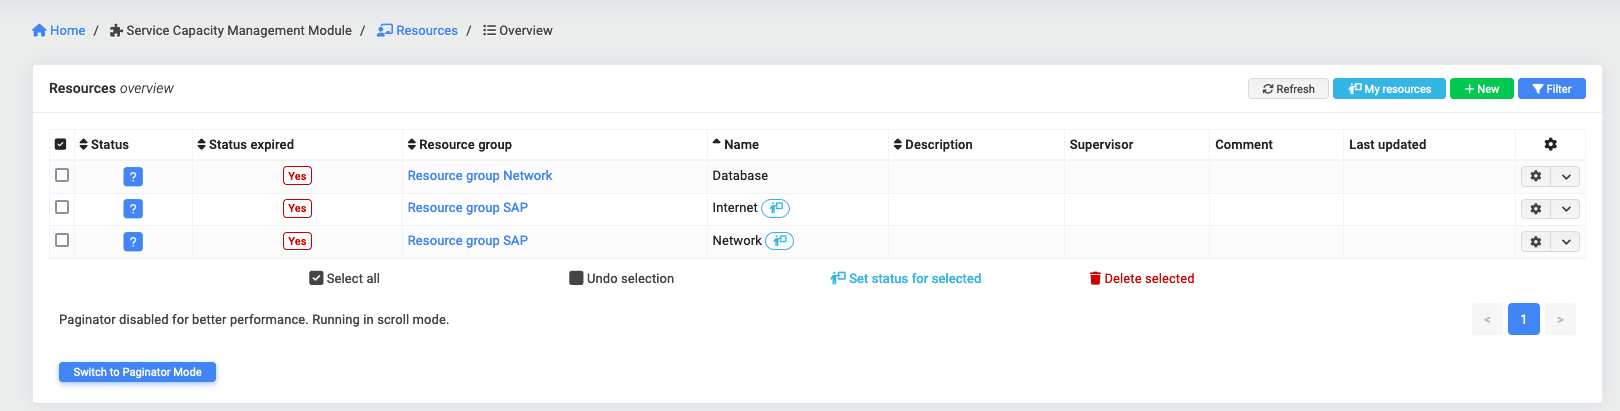 Home / Service Capacity Management Module / Resources / Overview
Resources overview
Refresh My resources + New Filter
Status Status expired Resource group Name Description Supervisor Comment Last updated
? Yes Resource group Network Database
? Yes Resource group SAP Internet
? Yes Resource group SAP Network
Select all Undo selection Set status for selected Delete selected
Paginator disabled for better performance. Running in scroll mode.
< 1 >
Switch to Paginator Mode